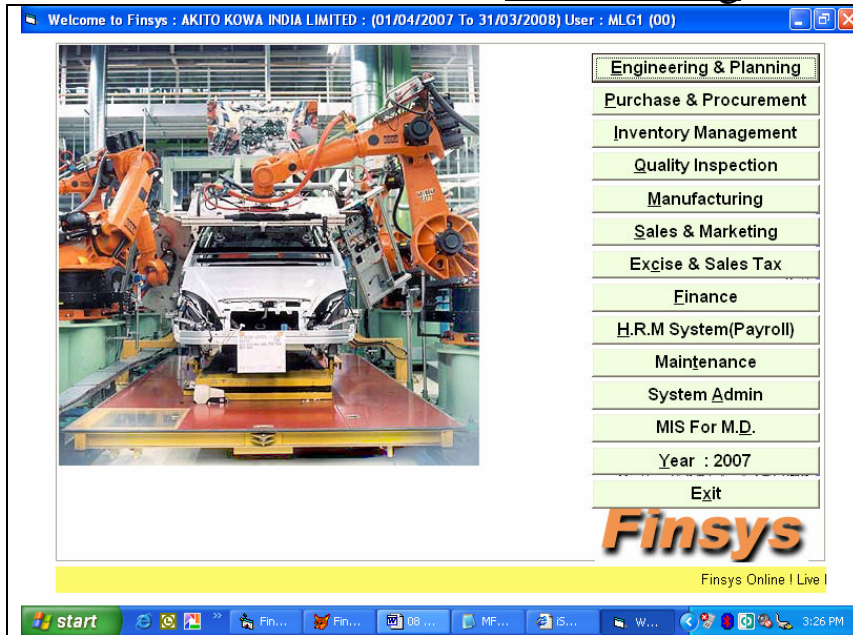 Welcome to Finsys : AKITO KOWA INDIA LIMITED : (01/04/2007 To 31/03/2008) User : MLG1 (00)
Engineering & Planning
Purchase & Procurement
Inventory Management
Quality Inspection
Manufacturing
Sales & Marketing
Excise & Sales Tax
Finance
H.R.M System(Payroll)
Maintenance
System Admin
MIS For M.D.
Year : 2007
Exit
Finsys
Finsys Online ! Live !
start
Fin...
Fin...
08 ...
MF...
iS...
W...
3:26 PM